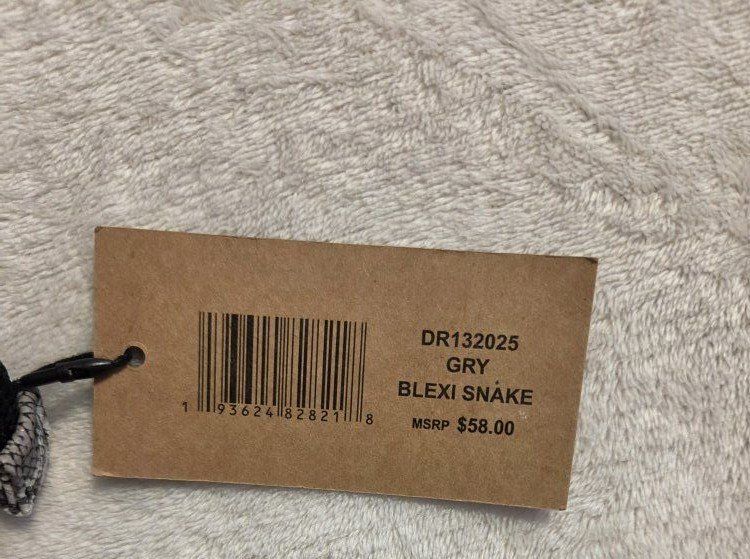 DR132025
GRY
BLEXI SNAKE
MSRP $58.00
1 93624 82821 8